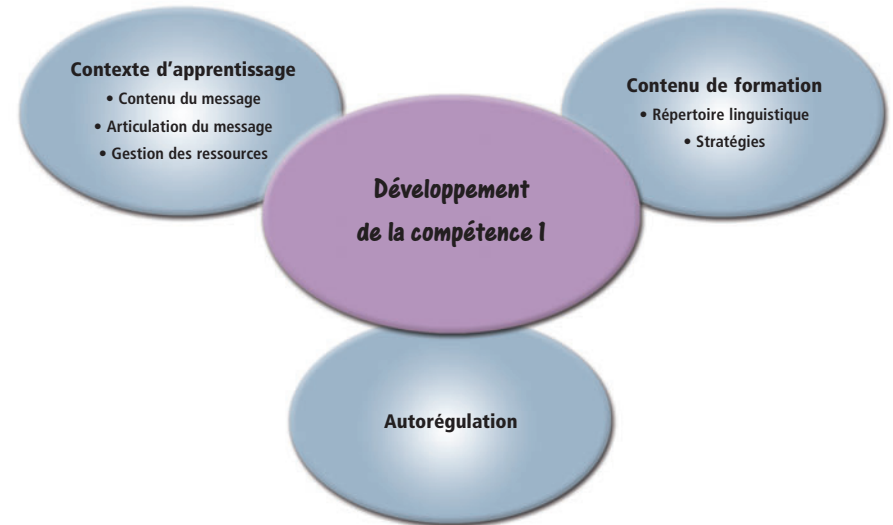 Contexte d'apprentissage
• Contenu du message
• Articulation du message
• Gestion des ressources
Contenu de formation
• Répertoire linguistique
• Stratégies
Développement
de la compétence 1
Autorégulation